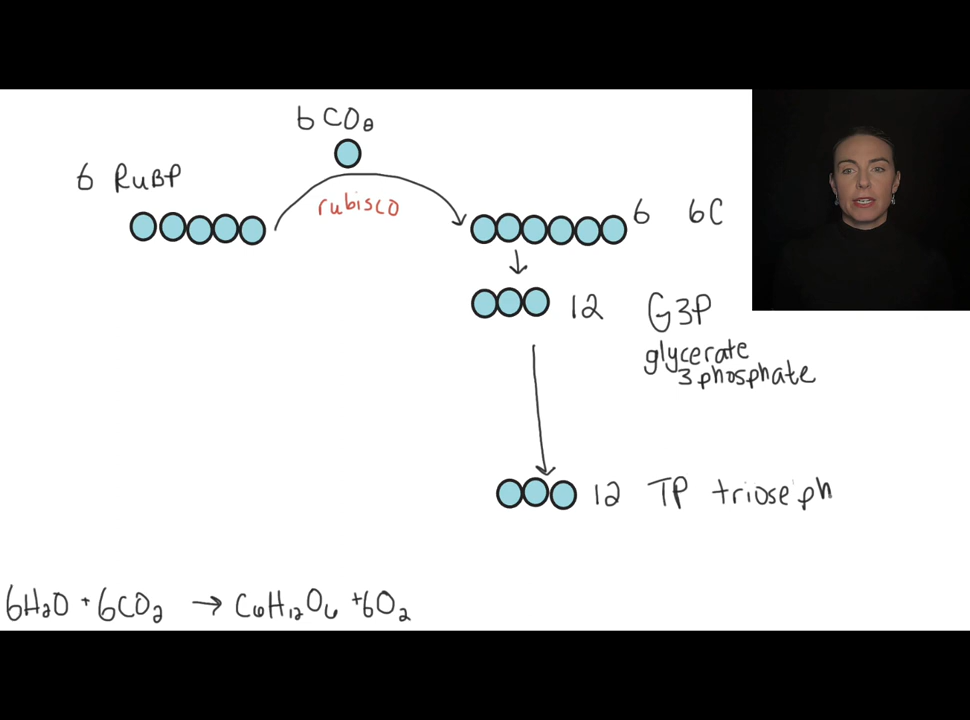 6 CO₂
6 RuBP
rubisco
6 6C
12 G3P
glycerate
3 phosphate
12 TP triose ph
6H₂O + 6CO₂ → C₆H₁₂O₆ + 6O₂